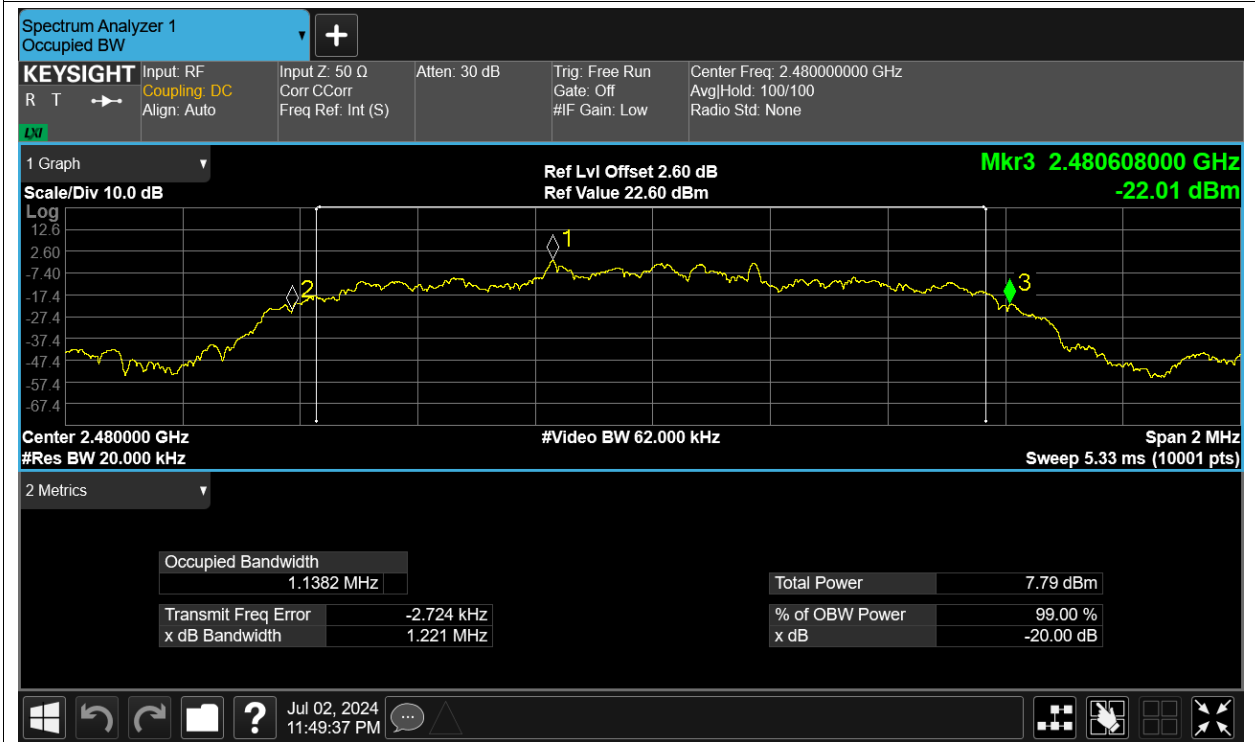 Spectrum Analyzer 1
Occupied BW
KEYSIGHT
R T
LXI
Input: RF
Coupling: DC
Align: Auto
Input Z: 50 Ω
Corr CCorr
Freq Ref: Int (S)
Atten: 30 dB
Trig: Free Run
Gate: Off
#IF Gain: Low
Center Freq: 2.480000000 GHz
Avg|Hold: 100/100
Radio Std: None
1 Graph
Scale/Div 10.0 dB
Ref Lvl Offset 2.60 dB
Ref Value 22.60 dBm
Mkr3 2.480608000 GHz
-22.01 dBm
Log
12.6
2.60
-7.40
-17.4
-27.4
-37.4
-47.4
-57.4
-67.4
1
2
3
Center 2.480000 GHz
#Video BW 62.000 kHz
Span 2 MHz
#Res BW 20.000 kHz
Sweep 5.33 ms (10001 pts)
2 Metrics
Occupied Bandwidth
1.1382 MHz
Transmit Freq Error -2.724 kHz
x dB Bandwidth 1.221 MHz
Total Power 7.79 dBm
% of OBW Power 99.00 %
x dB -20.00 dB
?
Jul 02, 2024
11:49:37 PM